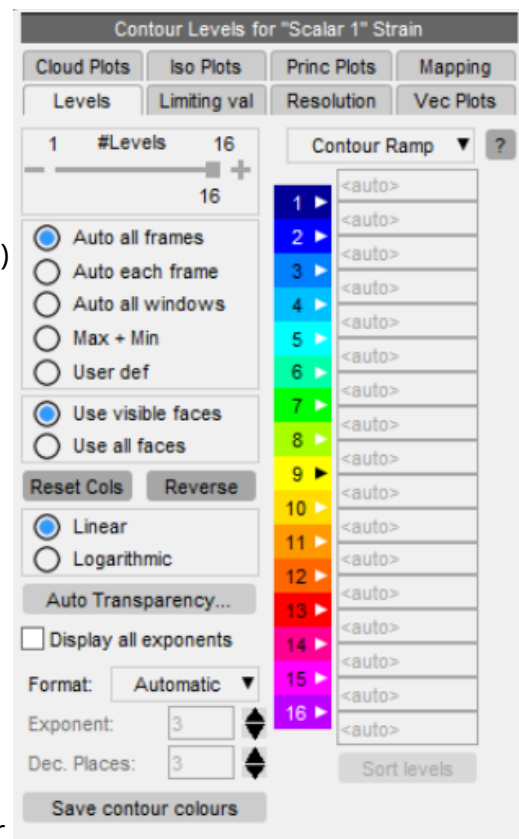 Contour Levels for "Scalar 1" Strain
Cloud Plots Iso Plots Princ Plots Mapping
Levels Limiting val Resolution Vec Plots
1 #Levels 16
16
)
Auto all frames
Auto each frame
Auto all windows
Max + Min
User def
Use visible faces
Use all faces
Reset Cols Reverse
Linear
Logarithmic
Auto Transparency...
Display all exponents
Format: Automatic
Exponent: 3
Dec. Places: 3
Save contour colours
Contour Ramp ?
<auto>
1
<auto>
2
<auto>
3
<auto>
4
<auto>
5
<auto>
6
<auto>
7
<auto>
8
<auto>
9
<auto>
10
<auto>
11
<auto>
12
<auto>
13
<auto>
14
<auto>
15
<auto>
16
<auto>
Sort levels